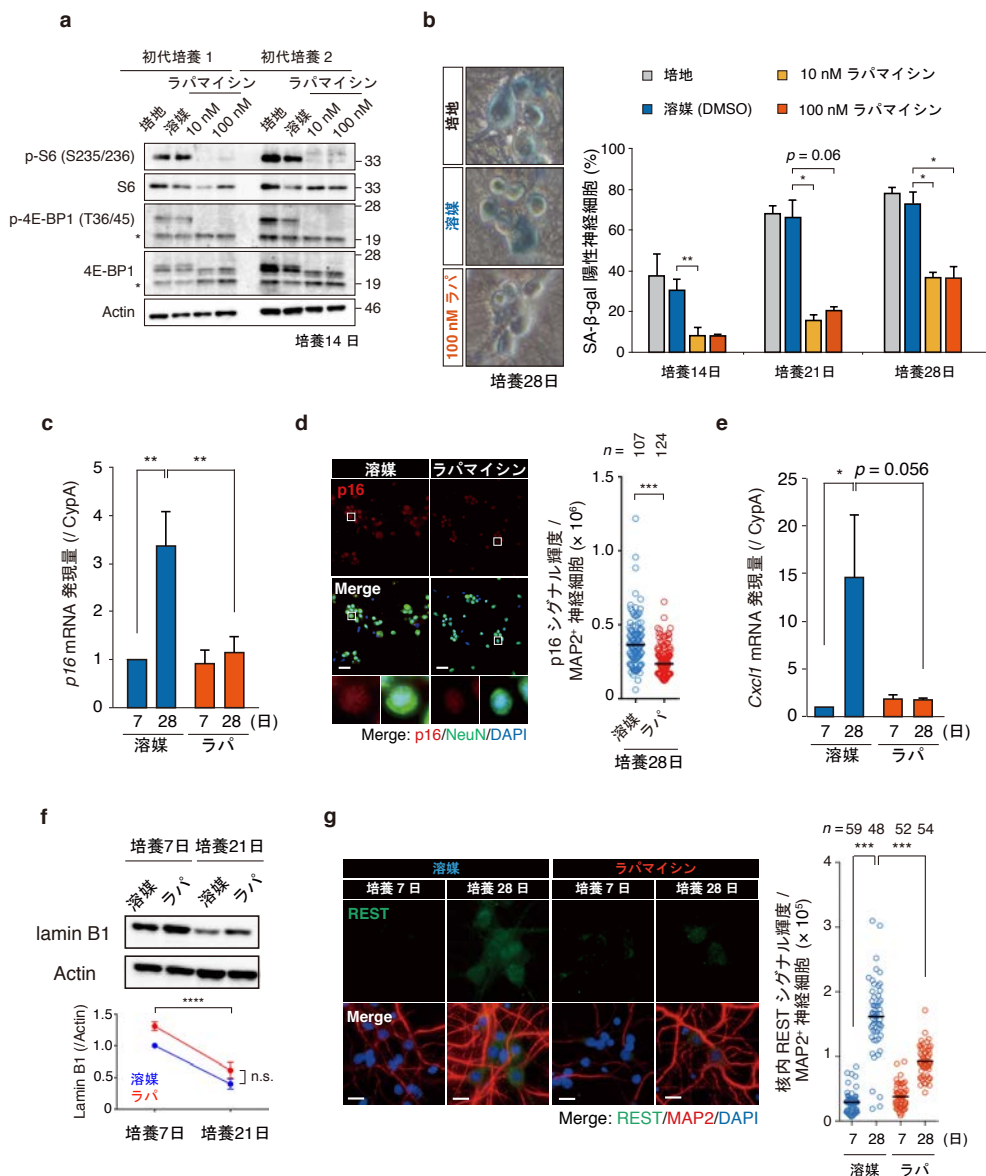 a
初代培養 1 初代培養 2
ラパマイシン ラパマイシン
培地 溶媒 10 nM 100 nM 培地 溶媒 10 nM 100 nM
p-S6 (S235/236)
33
S6
33
28
p-4E-BP1 (T36/45)
*
19
28
4E-BP1
*
19
46
Actin
培養14 日
b
培地
溶媒
100 nM ラパ
培養28日
培地
10 nM ラパマイシン
溶媒 (DMSO)
100 nM ラパマイシン
SA-β-gal 陽性神経細胞 (%)
100
80
60
40
20
0
**
p = 0.06
*
*
*
培養14日 培養21日 培養28日
c
p16 mRNA 発現量 (/ CypA)
5
4
3
2
1
0
** **
7 28 7 28 (日)
溶媒 ラパ
d
溶媒 ラパマイシン
p16
Merge
Merge: p16/NeuN/DAPI
n = 107 124
p16 シグナル輝度 /
MAP2⁺ 神経細胞 (× 10⁶)
1.5
1.0
0.5
0
***
溶媒 ラパ
培養28日
e
Cxcl1 mRNA 発現量 (/ CypA)
25
20
15
10
5
0
* p = 0.056
7 28 7 28 (日)
溶媒 ラパ
f
培養7日 培養21日
溶媒 ラパ 溶媒 ラパ
lamin B1
Actin
Lamin B1 (/Actin)
1.5
1.0
0.5
0
****
n.s.
溶媒
ラパ
培養7日 培養21日
g
溶媒 ラパマイシン
培養 7 日 培養 28 日 培養 7 日 培養 28 日
REST
Merge
Merge: REST/MAP2/DAPI
n = 59 48 52 54
*** ***
核内 REST シグナル輝度 /
MAP2⁺ 神経細胞 (× 10⁵)
4
3
2
1
0
7 28 7 28 (日)
溶媒 ラパ